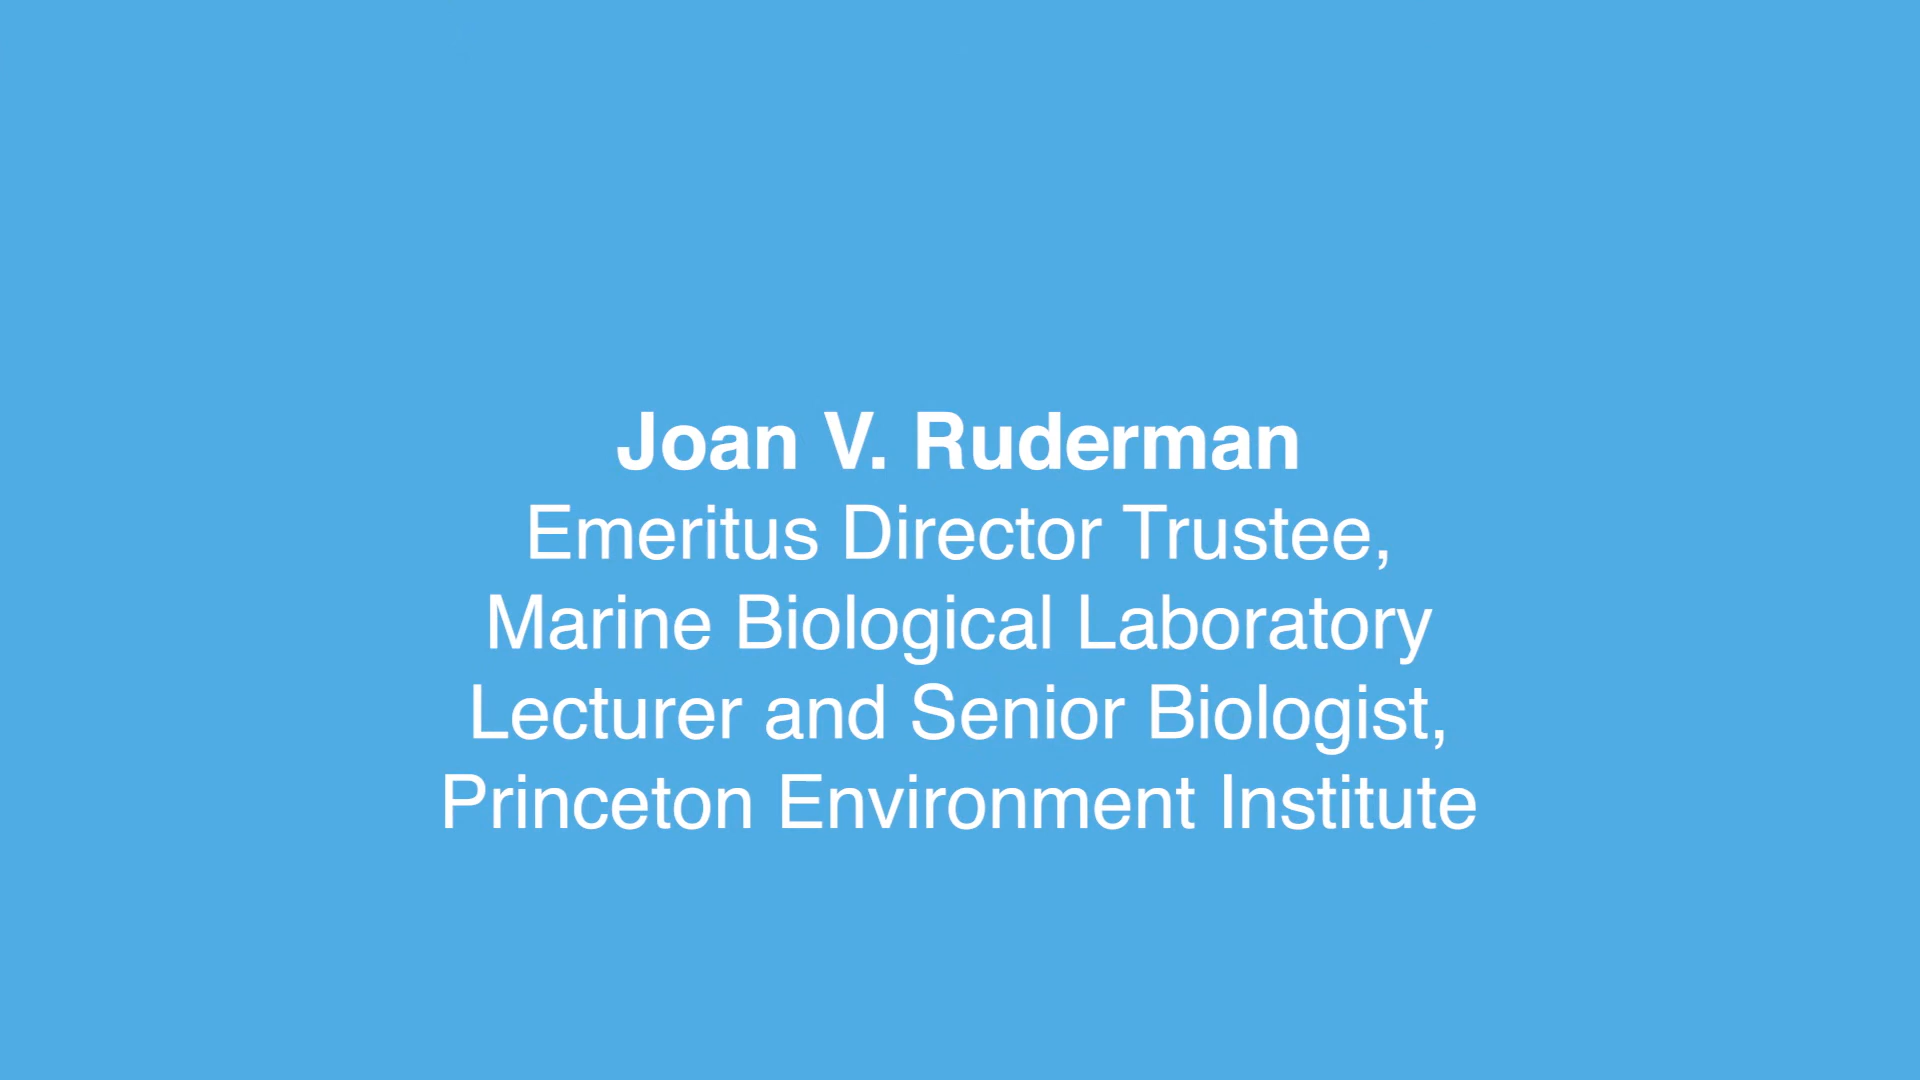 Joan V. Ruderman
Emeritus Director Trustee,
Marine Biological Laboratory
Lecturer and Senior Biologist,
Princeton Environment Institute